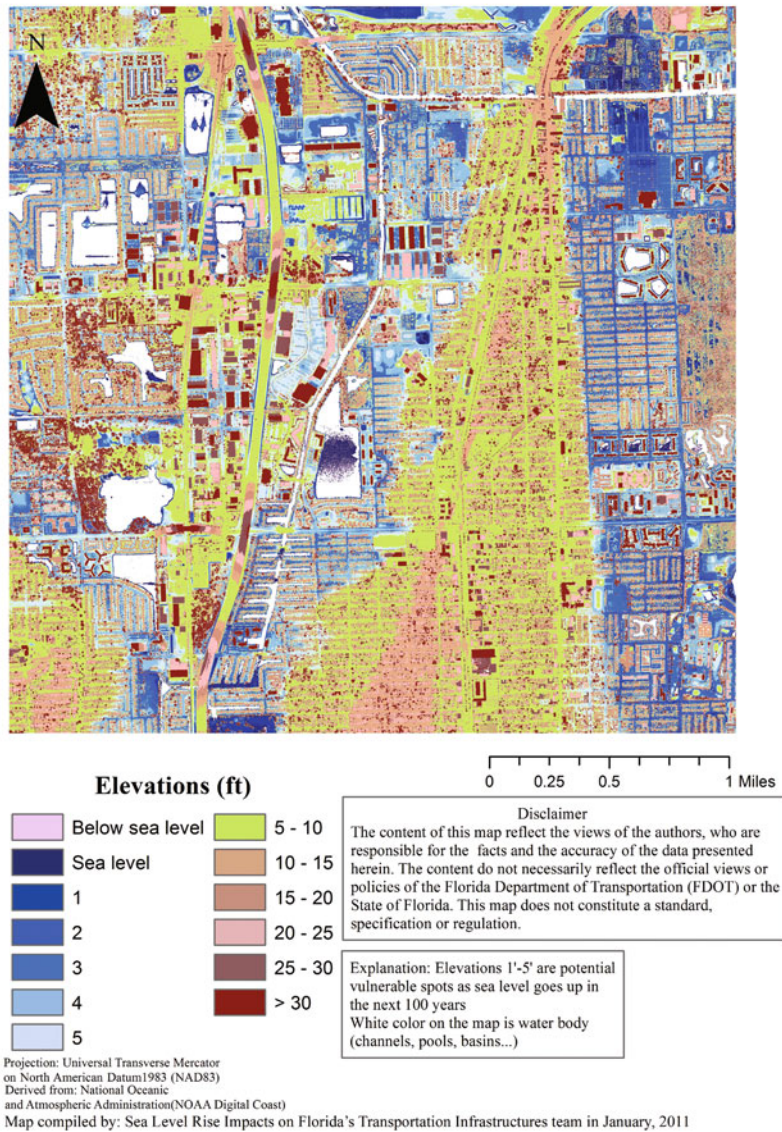 N
0 0.25 0.5 1 Miles
Elevations (ft)
Below sea level
Sea level
1
2
3
4
5
5 - 10
10 - 15
15 - 20
20 - 25
25 - 30
> 30
Disclaimer
The content of this map reflect the views of the authors, who are
responsible for the facts and the accuracy of the data presented
herein. The content do not necessarily reflect the official views or
policies of the Florida Department of Transportation (FDOT) or the
State of Florida. This map does not constitute a standard,
specification or regulation.
Explanation: Elevations 1'-5' are potential
vulnerable spots as sea level goes up in
the next 100 years
White color on the map is water body
(channels, pools, basins...)
Projection: Universal Transverse Mercator
on North American Datum1983 (NAD83)
Derived from: National Oceanic
and Atmospheric Administration(NOAA Digital Coast)
Map compiled by: Sea Level Rise Impacts on Florida's Transportation Infrastructures team in January, 2011